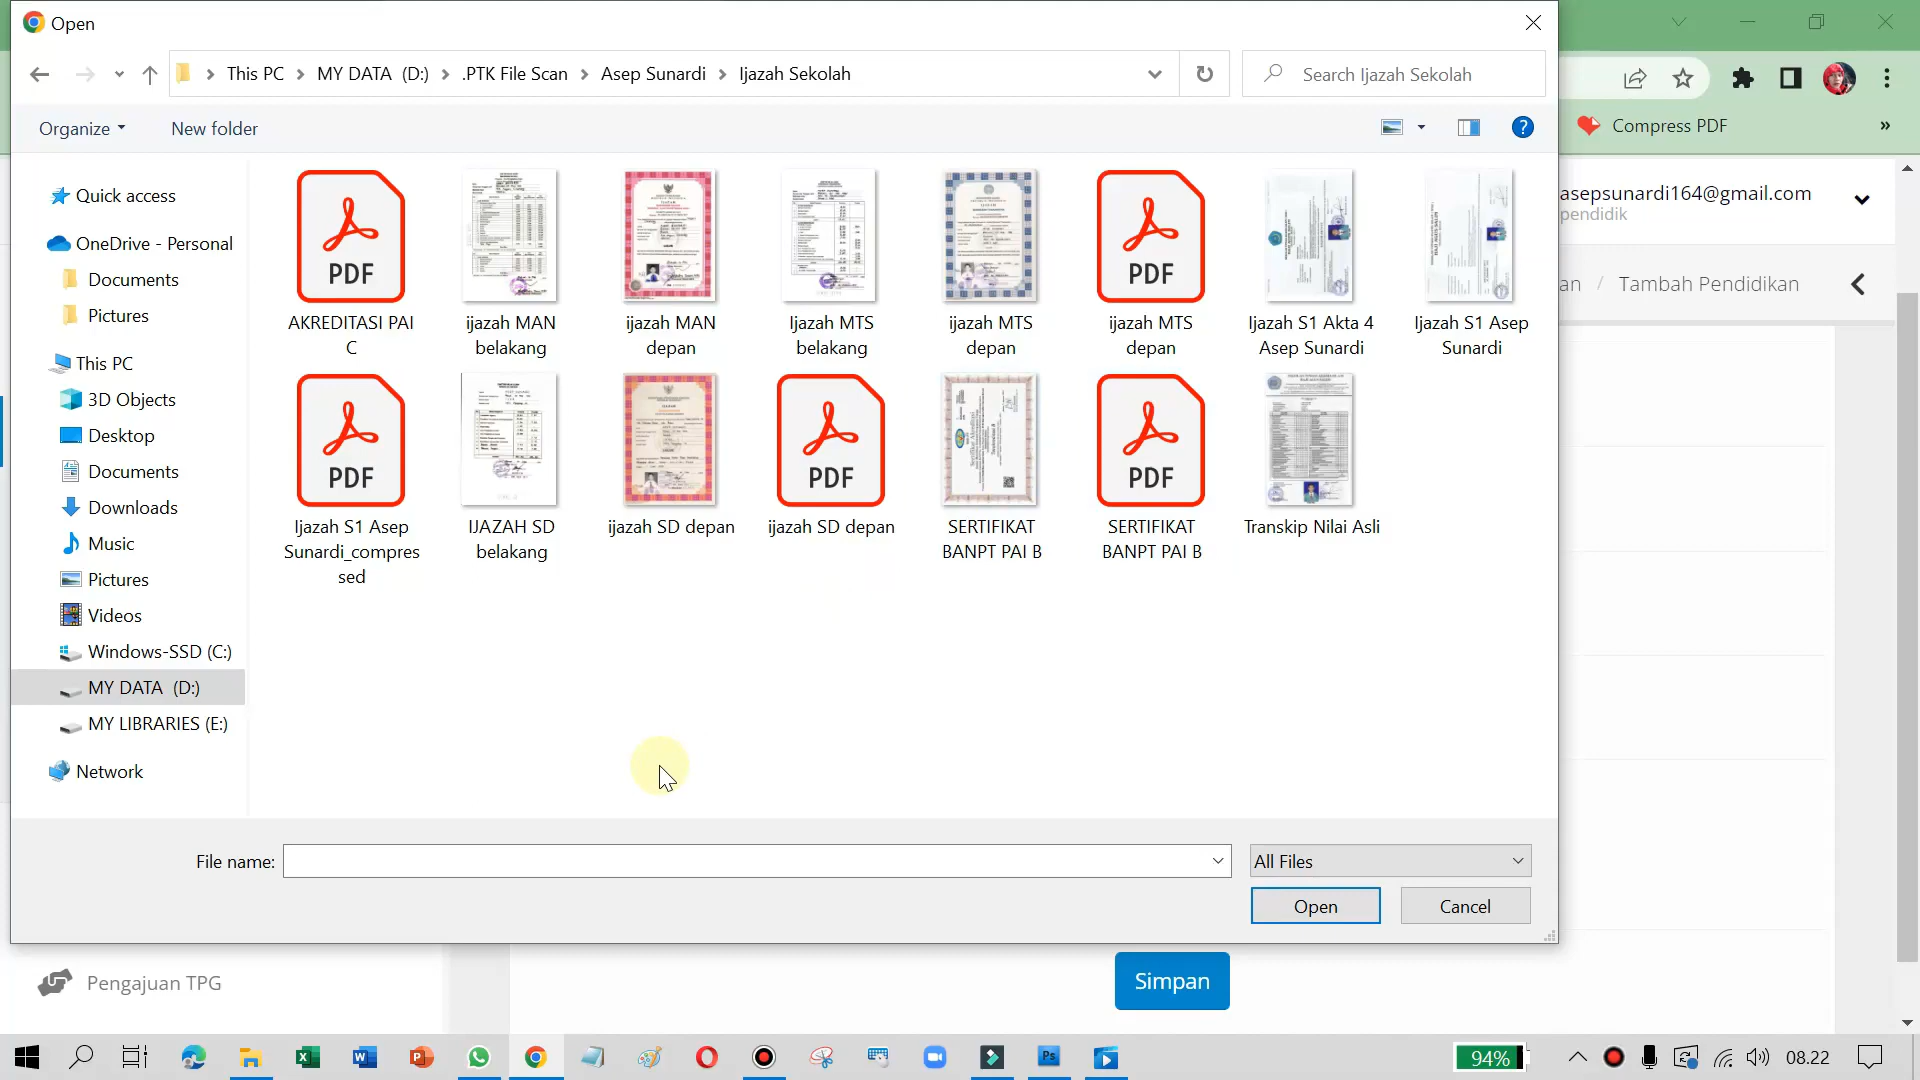 Open
This PC > MY DATA (D:) > .PTK File Scan > Asep Sunardi > Ijazah Sekolah
Search Ijazah Sekolah
Organize
New folder
Compress PDF
»
asepsunardi164@gmail.com
pendidik
an / Tambah Pendidikan
Quick access
OneDrive - Personal
Documents
Pictures
This PC
3D Objects
Desktop
Documents
Downloads
Music
Pictures
Videos
Windows-SSD (C:)
MY DATA (D:)
MY LIBRARIES (E:)
Network
PDF
AKREDITASI PAI
C
ijazah MAN
belakang
ijazah MAN
depan
Ijazah MTS
belakang
ijazah MTS
depan
PDF
ijazah MTS
depan
Ijazah S1 Akta 4
Asep Sunardi
Ijazah S1 Asep
Sunardi
PDF
Ijazah S1 Asep
Sunardi_compres
sed
IJAZAH SD
belakang
ijazah SD depan
PDF
ijazah SD depan
SERTIFIKAT
BANPT PAI B
PDF
SERTIFIKAT
BANPT PAI B
Transkip Nilai Asli
File name:
All Files
Open
Cancel
Pengajuan TPG
Simpan
94%
08.22